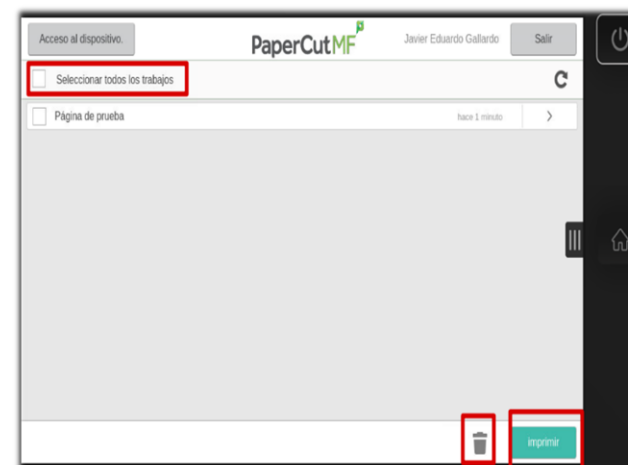 Acceso al dispositivo.
PaperCutMF
Javier Eduardo Gallardo
Salir
Seleccionar todos los trabajos
Página de prueba
hace 1 minuto
imprimir